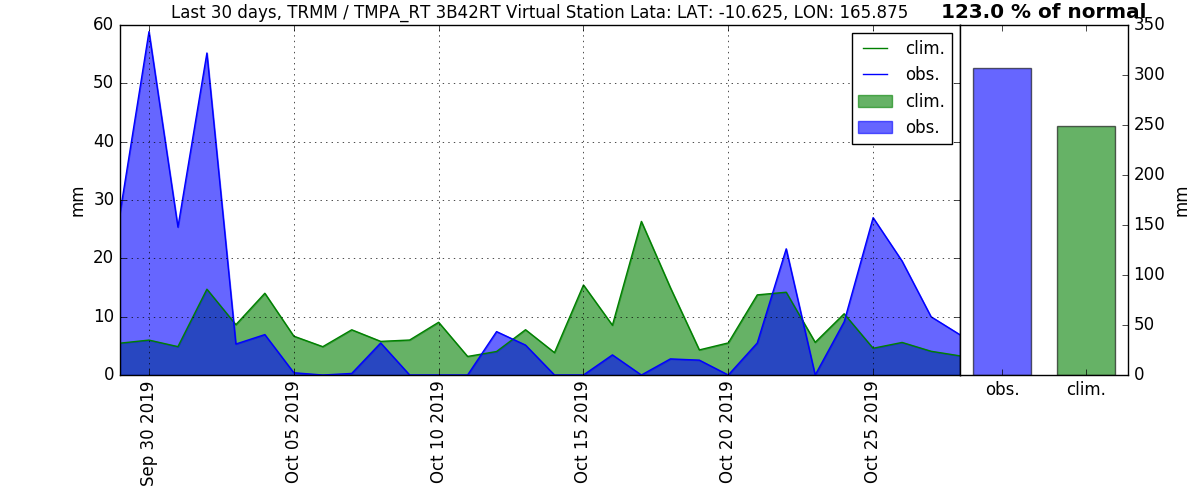 Last 30 days, TRMM / TMPA_RT 3B42RT Virtual Station Lata: LAT: -10.625, LON: 165.875
123.0 % of normal
60
50
40
30
20
10
0
mm
clim.
obs.
clim.
obs.
350
300
250
200
150
100
50
0
mm
Sep 30 2019
Oct 05 2019
Oct 10 2019
Oct 15 2019
Oct 20 2019
Oct 25 2019
obs.
clim.